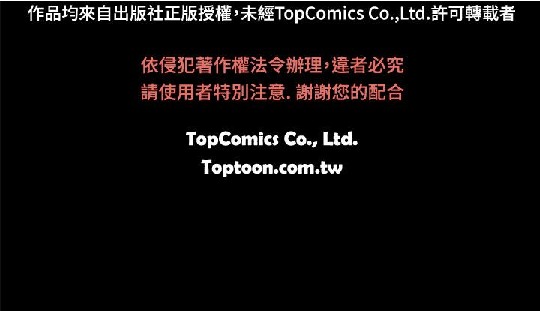 作品均來自出版社正版授權，未經TopComics Co.,Ltd.許可轉載者
依侵犯著作權法令辦理，違者必究
請使用者特別注意. 謝謝您的配合
TopComics Co., Ltd.
Toptoon.com.tw